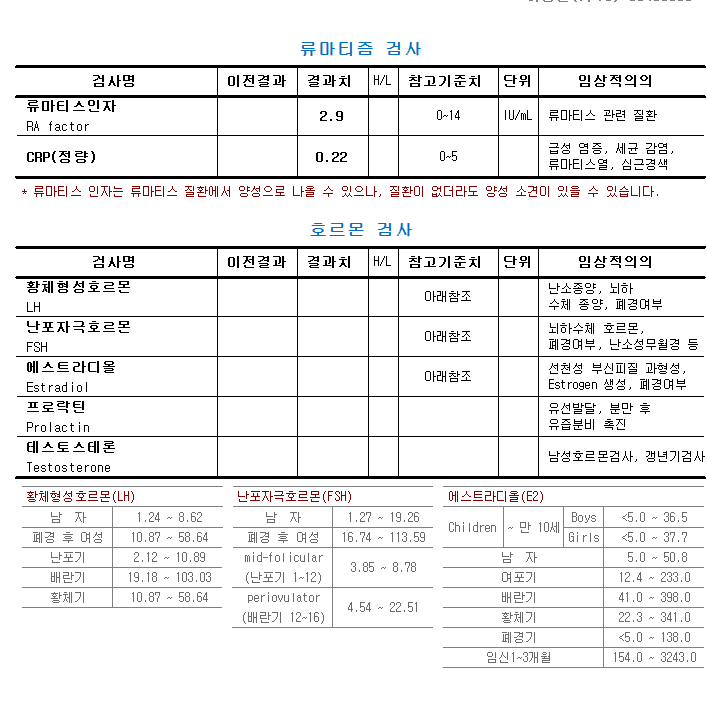 류마티즘 검사
검사명 이전결과 결과치 H/L 참고기준치 단위 임상적의의
류마티스인자
RA factor
2.9 0~14 IU/mL 류마티스 관련 질환
CRP(정량) 0.22 0~5
급성 염증, 세균 감염,
류마티스열, 심근경색
* 류마티스 인자는 류마티스 질환에서 양성으로 나올 수 있으나, 질환이 없더라도 양성 소견이 있을 수 있습니다.
호르몬 검사
검사명 이전결과 결과치 H/L 참고기준치 단위 임상적의의
황체형성호르몬
LH
아래참조
난소종양, 뇌하
수체 종양, 폐경여부
난포자극호르몬
FSH
아래참조
뇌하수체 호르몬,
폐경여부, 난소성무월경 등
에스트라디올
Estradiol
아래참조
선천성 부신피질 과형성,
Estrogen 생성, 폐경여부
프로락틴
Prolactin
유선발달, 분만 후
유즙분비 촉진
테스토스테론
Testosterone
남성호르몬검사, 갱년기검사
황체형성호르몬(LH)
남 자 1.24 ~ 8.62
폐경 후 여성 10.87 ~ 58.64
난포기 2.12 ~ 10.89
배란기 19.18 ~ 103.03
황체기 10.87 ~ 58.64
난포자극호르몬(FSH)
남 자 1.27 ~ 19.26
폐경 후 여성 16.74 ~ 113.59
mid-folicular
(난포기 1~12)
3.85 ~ 8.78
periovulator
(배란기 12~16)
4.54 ~ 22.51
에스트라디올(E2)
Children ~ 만 10세 Boys <5.0 ~ 36.5
Girls <5.0 ~ 37.7
남 자 5.0 ~ 50.8
여포기 12.4 ~ 233.0
배란기 41.0 ~ 398.0
황체기 22.3 ~ 341.0
폐경기 <5.0 ~ 138.0
임신1~3개월 154.0 ~ 3243.0